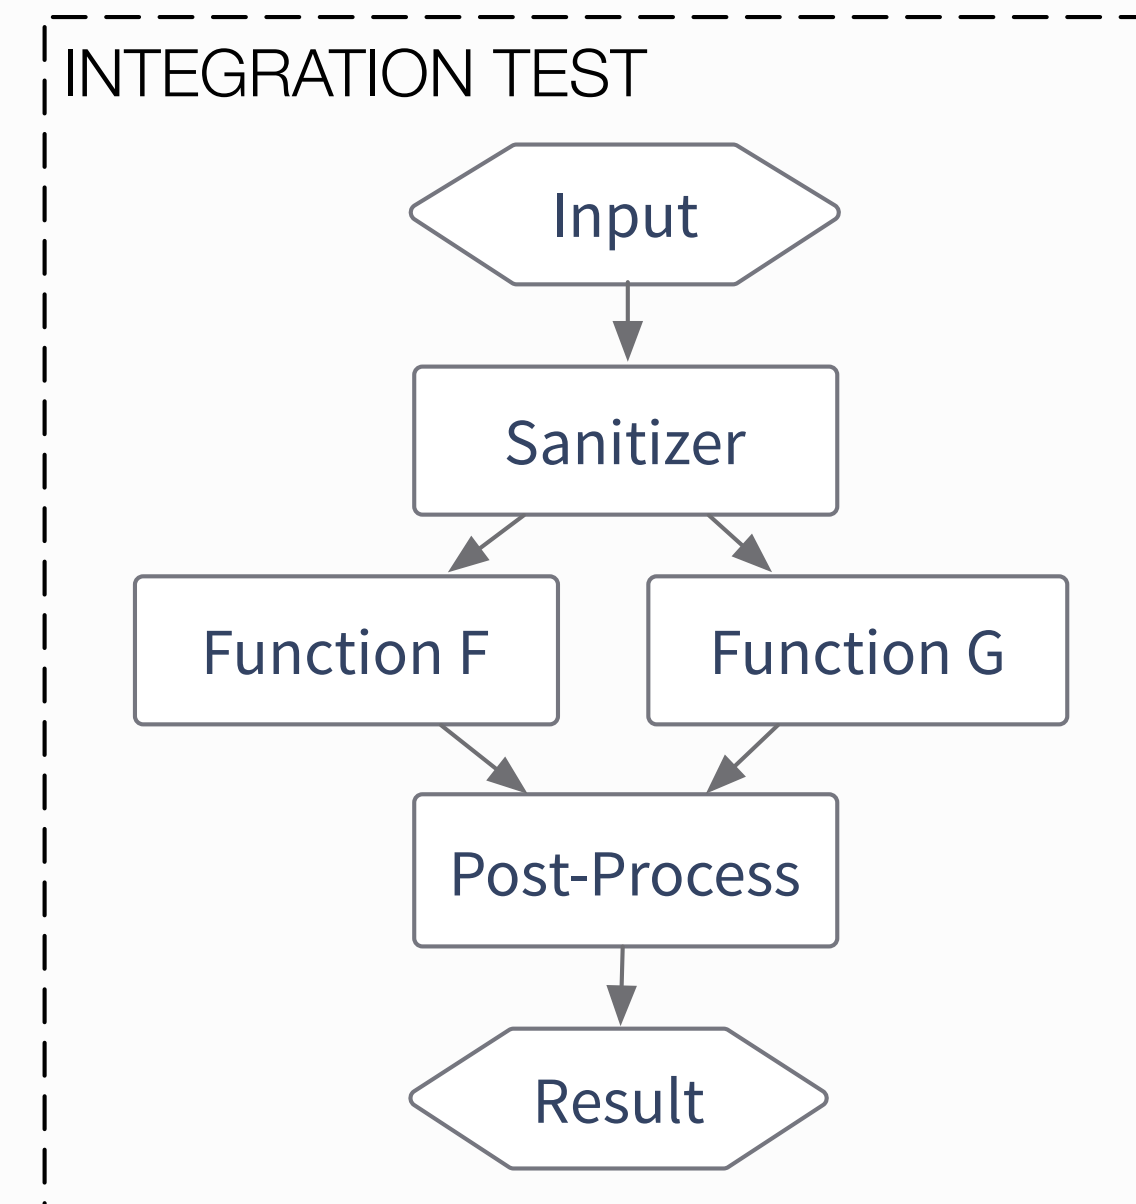 INTEGRATION TEST
Input
Sanitizer
Function F
Function G
Post-Process
Result